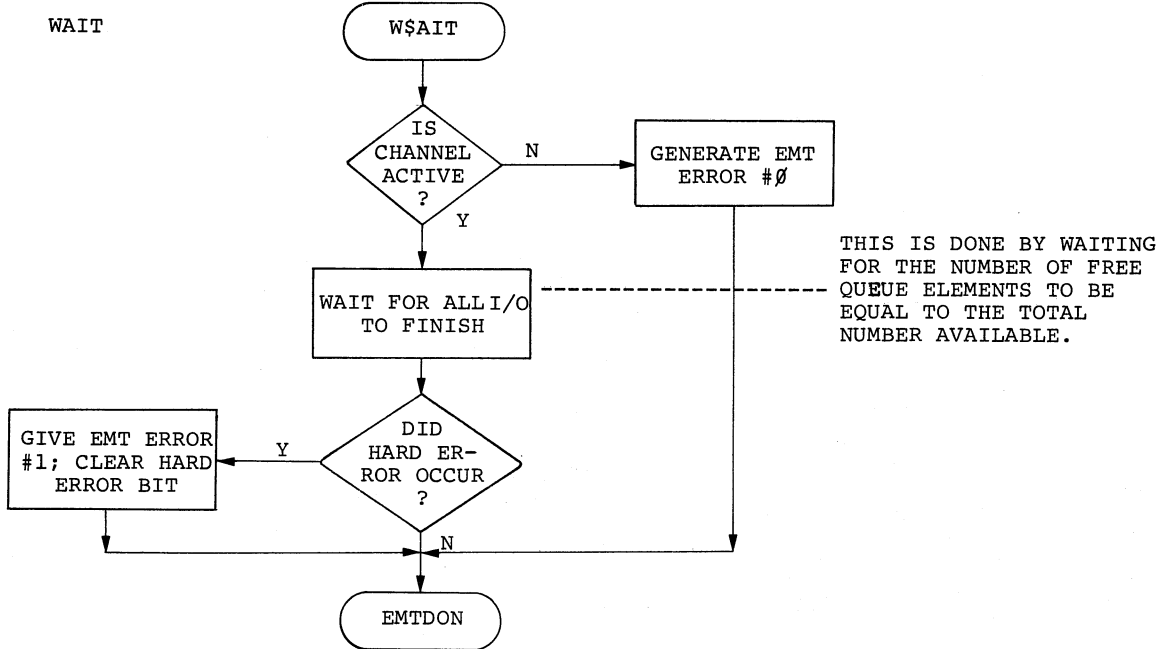 WAIT
W$AIT
IS
CHANNEL
ACTIVE
?
N
Y
GENERATE EMT
ERROR #Ø
WAIT FOR ALL I/O
TO FINISH
THIS IS DONE BY WAITING
FOR THE NUMBER OF FREE
QUEUE ELEMENTS TO BE
EQUAL TO THE TOTAL
NUMBER AVAILABLE.
DID
HARD ER-
ROR OCCUR
?
Y
N
GIVE EMT ERROR
#1; CLEAR HARD
ERROR BIT
EMTDON